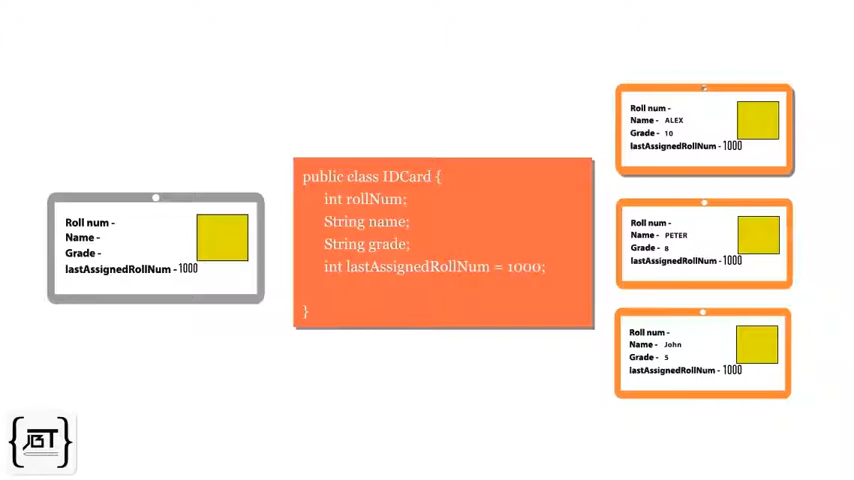 Roll num -
Name -
Grade -
lastAssignedRollNum - 1000
public class IDCard {
int rollNum;
String name;
String grade;
int lastAssignedRollNum = 1000;
}
Roll num -
Name - ALEX
Grade - 10
lastAssignedRollNum - 1000
Roll num -
Name - PETER
Grade - 8
lastAssignedRollNum - 1000
Roll num -
Name - John
Grade - 5
lastAssignedRollNum - 1000
{JBT}